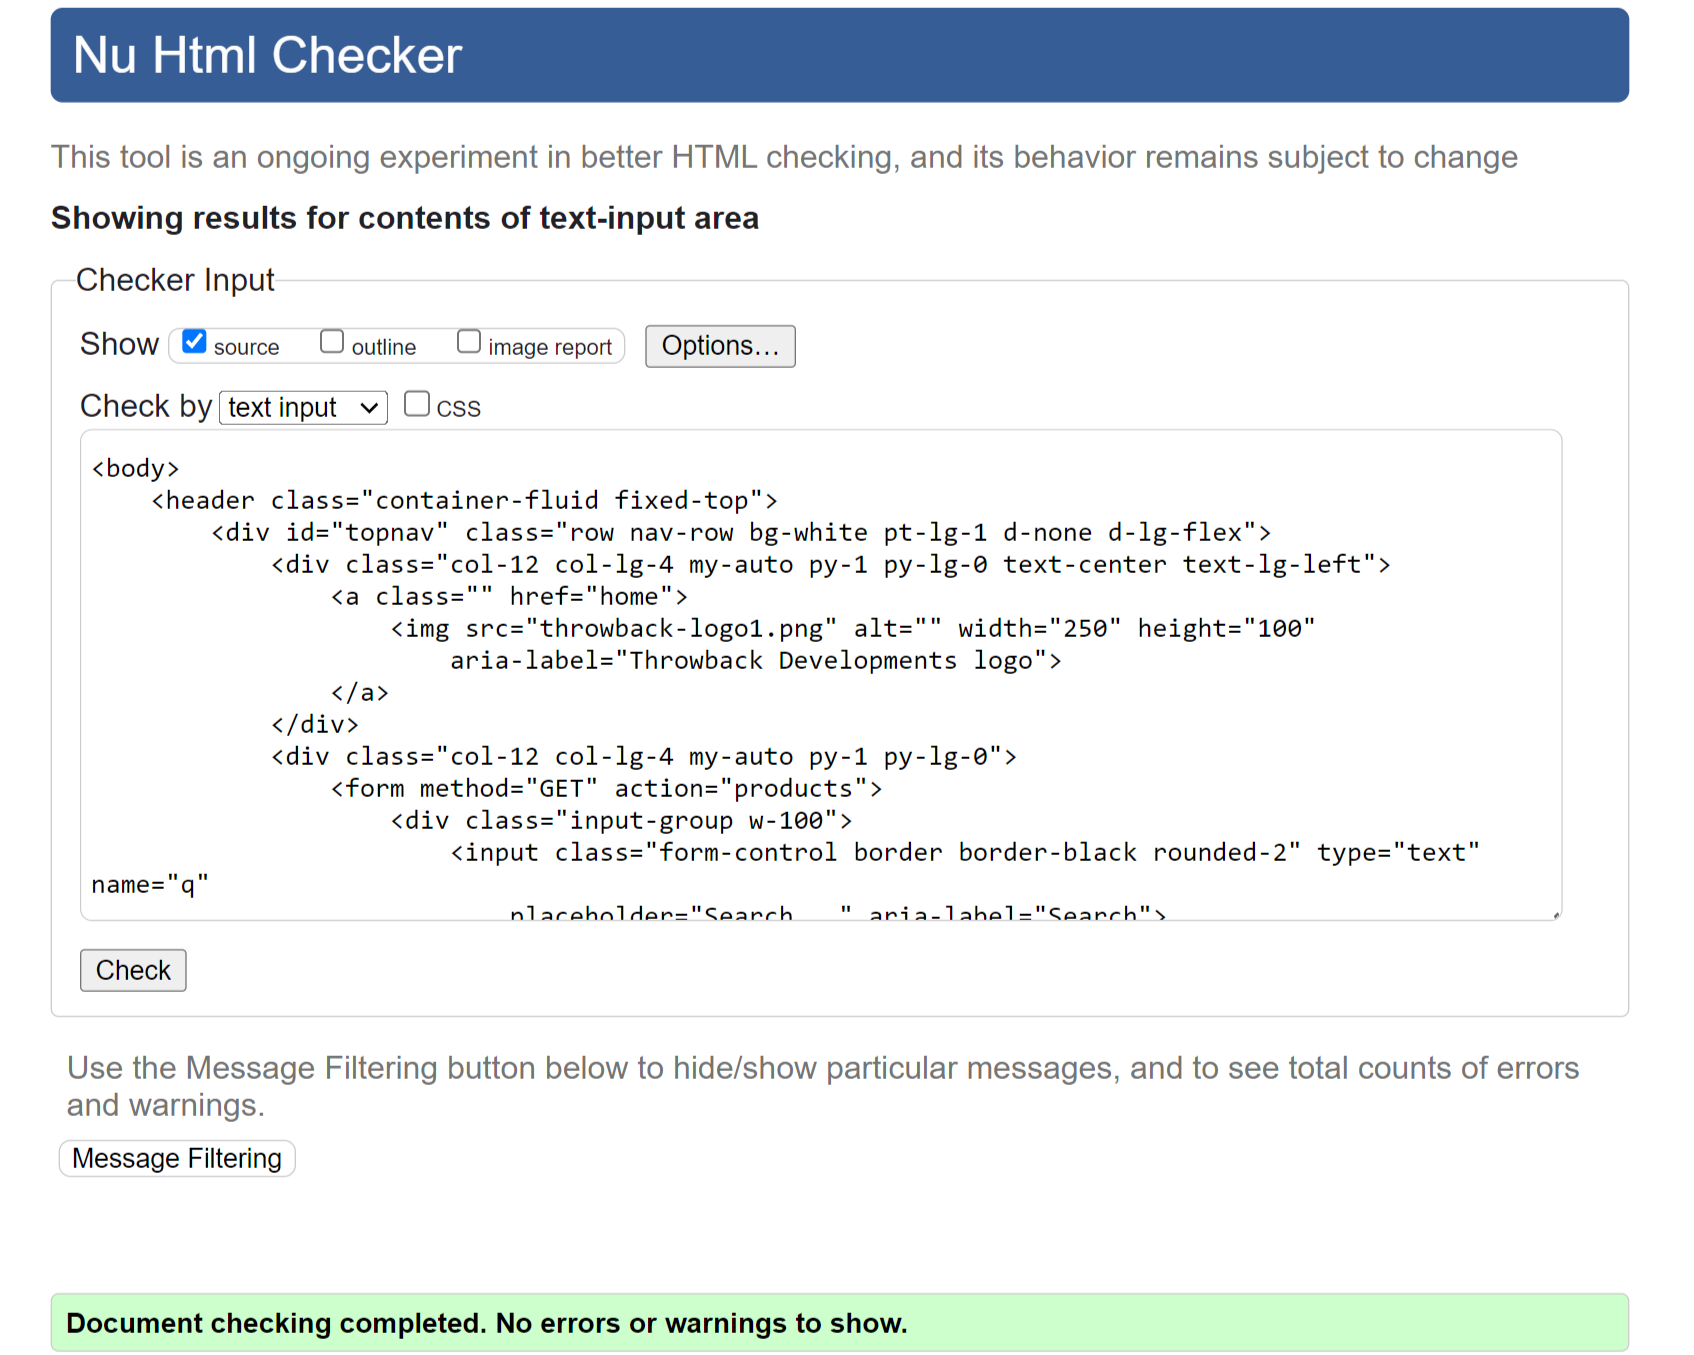 Nu Html Checker
This tool is an ongoing experiment in better HTML checking, and its behavior remains subject to change
Showing results for contents of text-input area
Checker Input
Show source outline image report Options...
Check by text input CSS
<body>
<header class="container-fluid fixed-top">
<div id="topnav" class="row nav-row bg-white pt-lg-1 d-none d-lg-flex">
<div class="col-12 col-lg-4 my-auto py-1 py-lg-0 text-center text-lg-left">
<a class="" href="home">
<img src="throwback-logo1.png" alt="" width="250" height="100"
aria-label="Throwback Developments logo">
</a>
</div>
<div class="col-12 col-lg-4 my-auto py-1 py-lg-0">
<form method="GET" action="products">
<div class="input-group w-100">
<input class="form-control border border-black rounded-2" type="text"
name="q"
placeholder="Search   " aria-label="Search">
Check
Use the Message Filtering button below to hide/show particular messages, and to see total counts of errors
and warnings.
Message Filtering
Document checking completed. No errors or warnings to show.